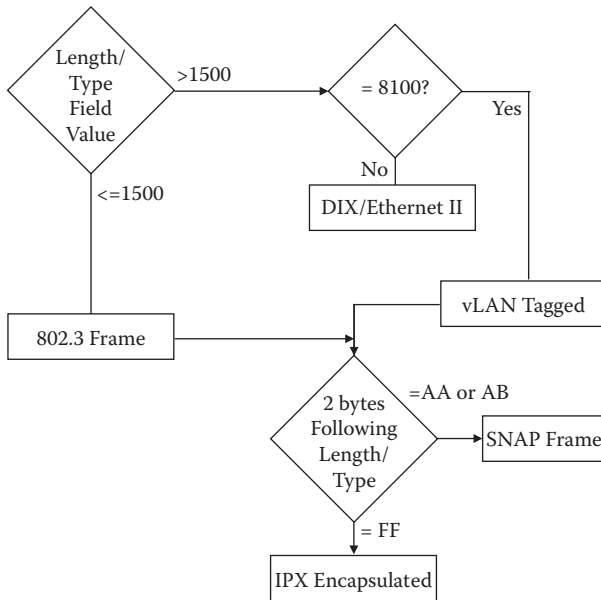 Length/
Type
Field
Value
>1500
= 8100?
Yes
No
<=1500
DIX/Ethernet II
vLAN Tagged
802.3 Frame
=AA or AB
2 bytes
Following
Length/
Type
SNAP Frame
= FF
IPX Encapsulated